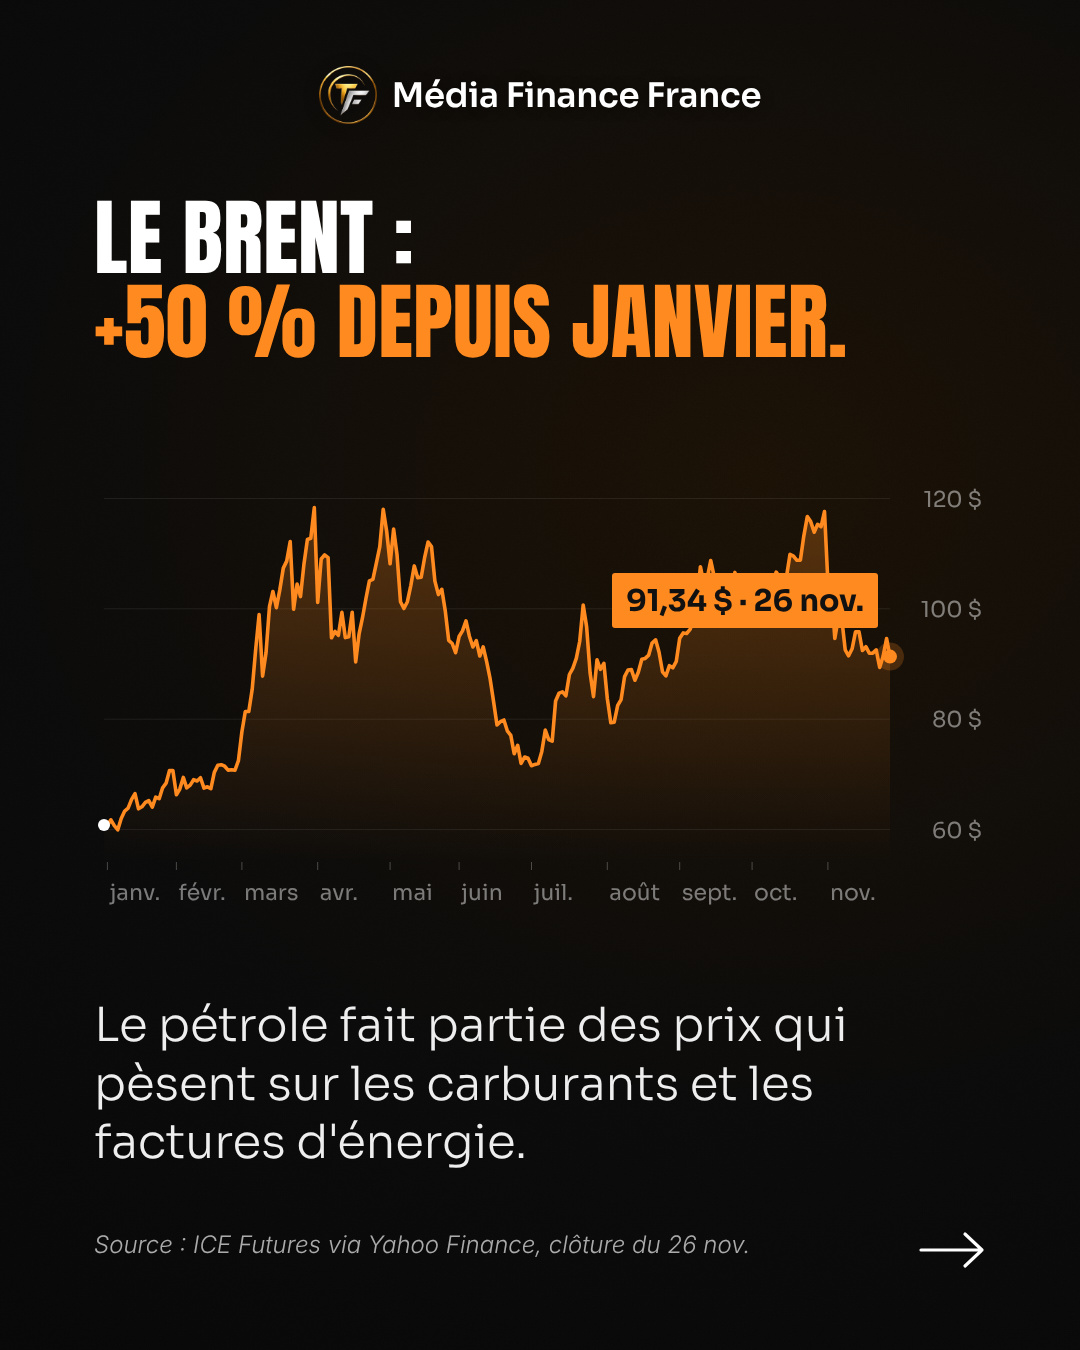 TF
Média Finance France
LE BRENT :
+50 % DEPUIS JANVIER.
120 $
91,34 $ · 26 nov.
100 $
80 $
60 $
janv. févr. mars avr. mai juin juil. août sept. oct. nov.
Le pétrole fait partie des prix qui
pèsent sur les carburants et les
factures d'énergie.
Source : ICE Futures via Yahoo Finance, clôture du 26 nov.